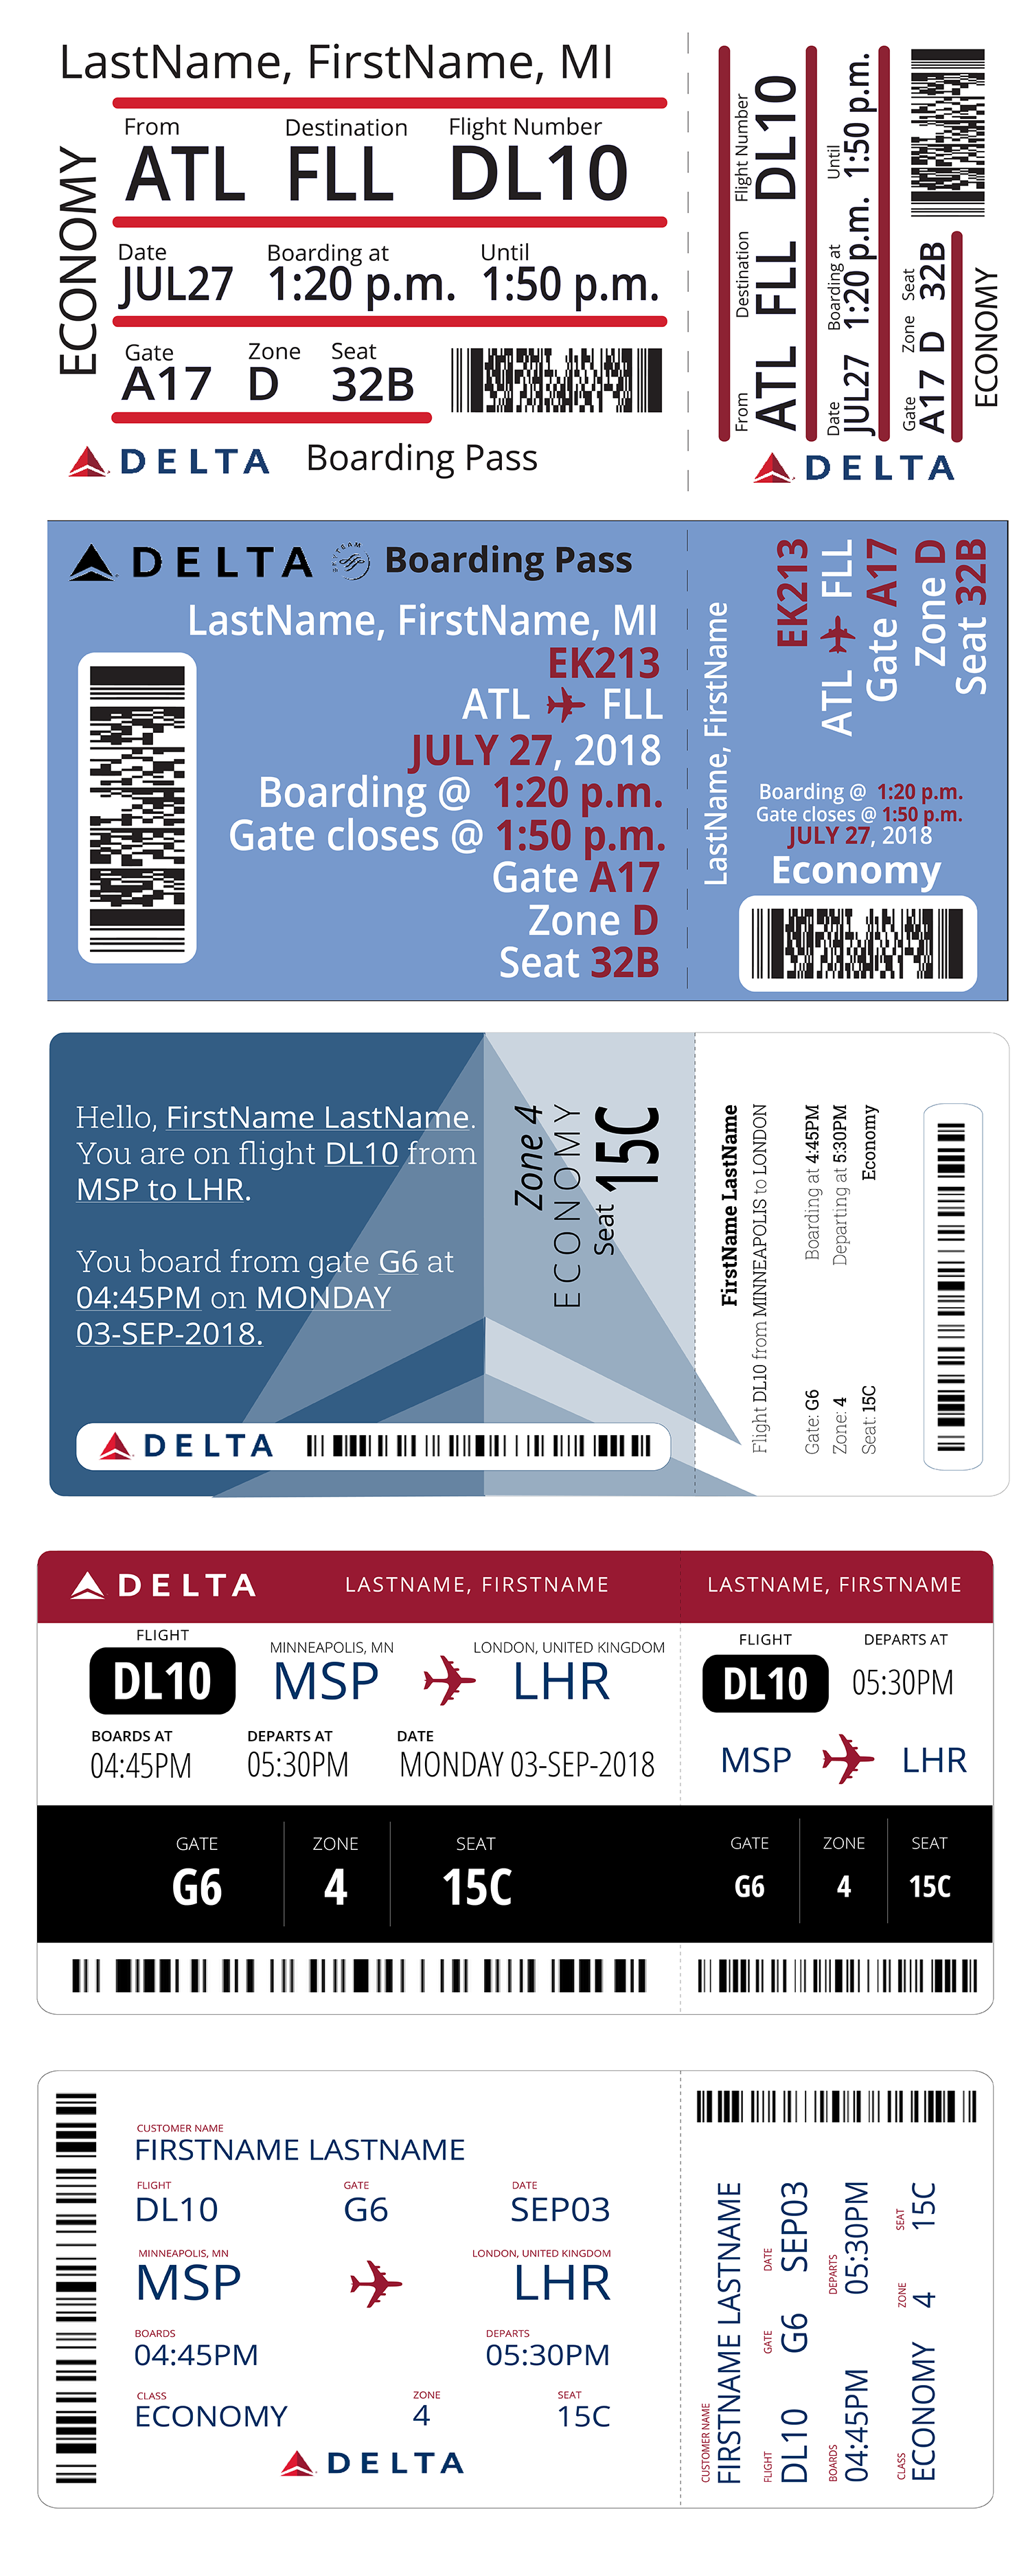 LastName, FirstName, MI
ECONOMY
From Destination Flight Number
ATL FLL DL10
Date Boarding at Until
JUL27 1:20 p.m. 1:50 p.m.
Gate Zone Seat
A17 D 32B
DELTA Boarding Pass
From Destination Flight Number
ATL FLL DL10
Date Boarding at Until
JUL27 1:20 p.m. 1:50 p.m.
Gate Zone Seat
A17 D 32B
ECONOMY
DELTA
DELTA SKYTEAM Boarding Pass
LastName, FirstName, MI
EK213
ATL FLL
JULY 27, 2018
Boarding @ 1:20 p.m.
Gate closes @ 1:50 p.m.
Gate A17
Zone D
Seat 32B
LastName, FirstName
EK213
ATL FLL
Gate A17
Zone D
Seat 32B
Boarding @ 1:20 p.m.
Gate closes @ 1:50 p.m.
JULY 27, 2018
Economy
Hello, FirstName LastName.
You are on flight DL10 from
MSP to LHR.
You board from gate G6 at
04:45PM on MONDAY
03-SEP-2018.
Zone 4
ECONOMY
Seat 15C
DELTA
FirstName LastName
Flight DL10 from MINNEAPOLIS to LONDON
Gate: G6 Boarding at 4:45PM
Zone: 4 Departing at 5:30PM
Seat: 15C Economy
DELTA LASTNAME, FIRSTNAME
FLIGHT
DL10
MINNEAPOLIS, MN LONDON, UNITED KINGDOM
MSP LHR
BOARDS AT DEPARTS AT DATE
04:45PM 05:30PM MONDAY 03-SEP-2018
GATE ZONE SEAT
G6 4 15C
LASTNAME, FIRSTNAME
FLIGHT DEPARTS AT
DL10 05:30PM
MSP LHR
GATE ZONE SEAT
G6 4 15C
CUSTOMER NAME
FIRSTNAME LASTNAME
FLIGHT GATE DATE
DL10 G6 SEP03
MINNEAPOLIS, MN LONDON, UNITED KINGDOM
MSP LHR
BOARDS DEPARTS
04:45PM 05:30PM
CLASS ZONE SEAT
ECONOMY 4 15C
DELTA
CUSTOMER NAME
FIRSTNAME LASTNAME
FLIGHT GATE DATE
DL10 G6 SEP03
BOARDS DEPARTS
04:45PM 05:30PM
CLASS ZONE SEAT
ECONOMY 4 15C